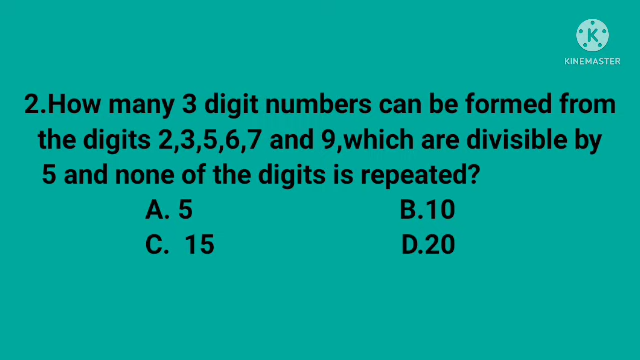 KINEMASTER
2.How many 3 digit numbers can be formed from
the digits 2,3,5,6,7 and 9,which are divisible by
5 and none of the digits is repeated?
A. 5 B.10
C. 15 D.20